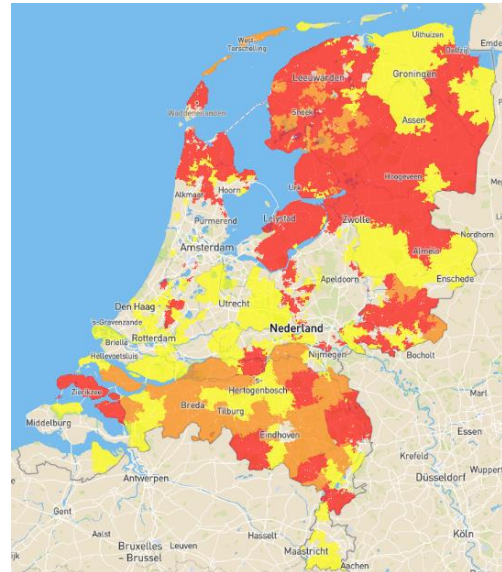 Uithuizen
West-
Terschelling
Delfzijl
Emde
Leeuwarden
Groningen
Waddeneilanden
Sneek
Assen
Hoogeveen
Alkmaar
Hoorn
Lelystad
Purmerend
Zwolle
Nordhorn
Amsterdam
Almelo
Apeldoorn
Enschede
Den Haag
Utrecht
's-Gravenzande
Rotterdam
Nederland
Brielle
Hellevoetsluis
Nijmegen
Bocholt
Zierikzee
Hertogenbosch
Marl
Breda
Tilburg
Middelburg
Eindhoven
Essen
Krefeld
Wupper
Antwerpen
Düsseldorf
Gent
Aalst
Hasselt
Köln
Bruxelles
- Brussel
Leuven
Maastricht
Aachen